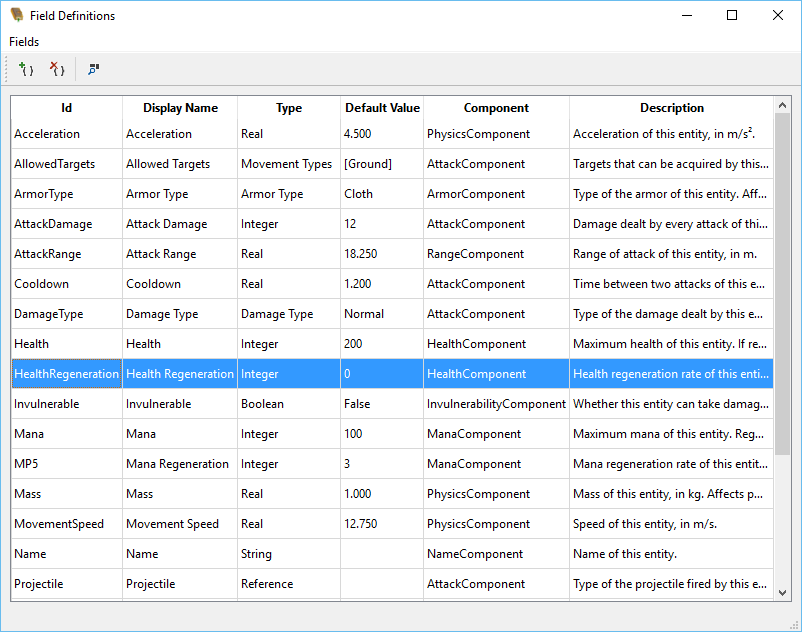 Field Definitions
Fields
Id Display Name Type Default Value Component Description
Acceleration Acceleration Real 4.500 PhysicsComponent Acceleration of this entity, in m/s².
AllowedTargets Allowed Targets Movement Types [Ground] AttackComponent Targets that can be acquired by this...
ArmorType Armor Type Armor Type Cloth ArmorComponent Type of the armor of this entity. Aff...
AttackDamage Attack Damage Integer 12 AttackComponent Damage dealt by every attack of thi...
AttackRange Attack Range Real 18.250 RangeComponent Range of attack of this entity, in m.
Cooldown Cooldown Real 1.200 AttackComponent Time between two attacks of this e...
DamageType Damage Type Damage Type Normal AttackComponent Type of the damage dealt by this e...
Health Health Integer 200 HealthComponent Maximum health of this entity. If re...
HealthRegeneration Health Regeneration Integer 0 HealthComponent Health regeneration rate of this enti...
Invulnerable Invulnerable Boolean False InvulnerabilityComponent Whether this entity can take damag...
Mana Mana Integer 100 ManaComponent Maximum mana of this entity. Reg...
MP5 Mana Regeneration Integer 3 ManaComponent Mana regeneration rate of this entit...
Mass Mass Real 1.000 PhysicsComponent Mass of this entity, in kg. Affects p...
MovementSpeed Movement Speed Real 12.750 PhysicsComponent Speed of this entity, in m/s.
Name Name String NameComponent Name of this entity.
Projectile Projectile Reference AttackComponent Type of the projectile fired by this e...